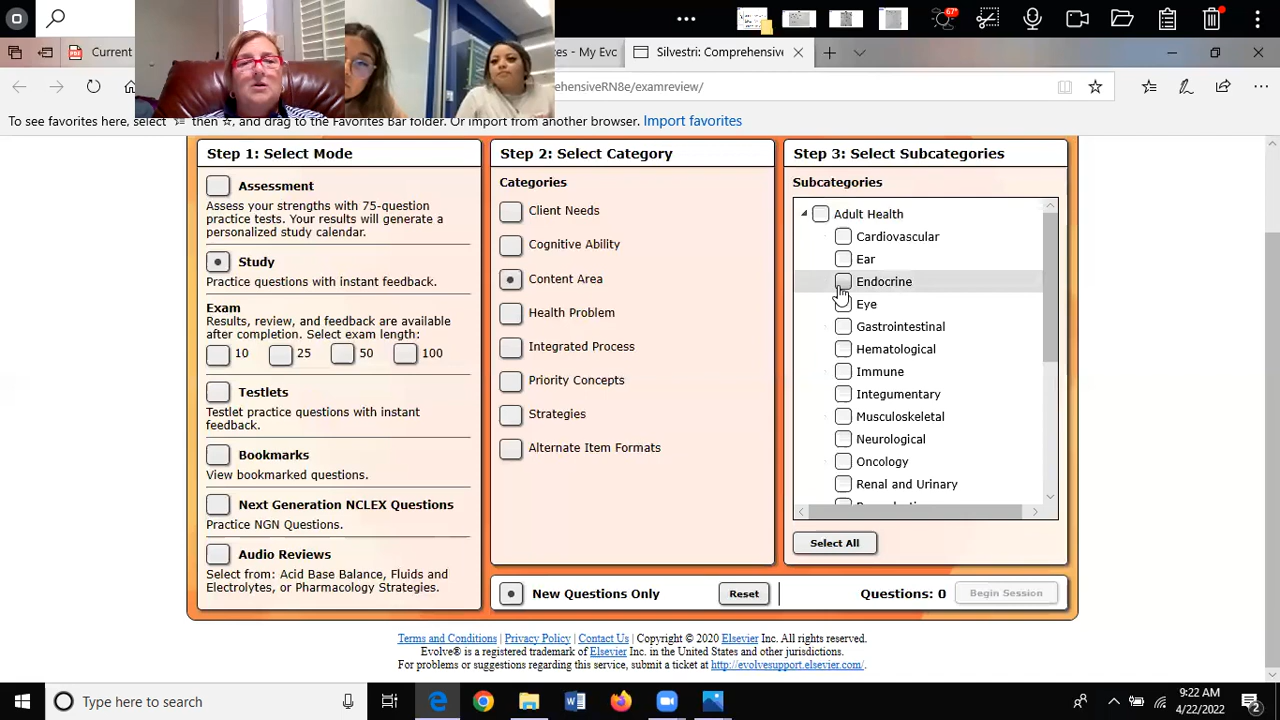 67°
Current
es - My Evc
Silvestri: Comprehensive
ehensiveRN8e/examreview/
To see favorites here, select then , and drag to the Favorites Bar folder. Or import from another browser. Import favorites
Step 1: Select Mode
Assessment
Assess your strengths with 75-question
practice tests. Your results will generate a
personalized study calendar.
Study
Practice questions with instant feedback.
Exam
Results, review, and feedback are available
after completion. Select exam length:
10 25 50 100
Testlets
Testlet practice questions with instant
feedback.
Bookmarks
View bookmarked questions.
Next Generation NCLEX Questions
Practice NGN Questions.
Audio Reviews
Select from: Acid Base Balance, Fluids and
Electrolytes, or Pharmacology Strategies.
Step 2: Select Category
Categories
Client Needs
Cognitive Ability
Content Area
Health Problem
Integrated Process
Priority Concepts
Strategies
Alternate Item Formats
Step 3: Select Subcategories
Subcategories
Adult Health
Cardiovascular
Ear
Endocrine
Eye
Gastrointestinal
Hematological
Immune
Integumentary
Musculoskeletal
Neurological
Oncology
Renal and Urinary
Select All
New Questions Only
Reset
Questions: 0
Begin Session
Terms and Conditions | Privacy Policy | Contact Us | Copyright © 2020 Elsevier Inc. All rights reserved.
Evolve® is a registered trademark of Elsevier Inc. in the United States and other jurisdictions.
For problems or suggestions regarding this service, submit a ticket at http://evolvesupport.elsevier.com/.
Type here to search
9:22 AM
4/22/2022
2